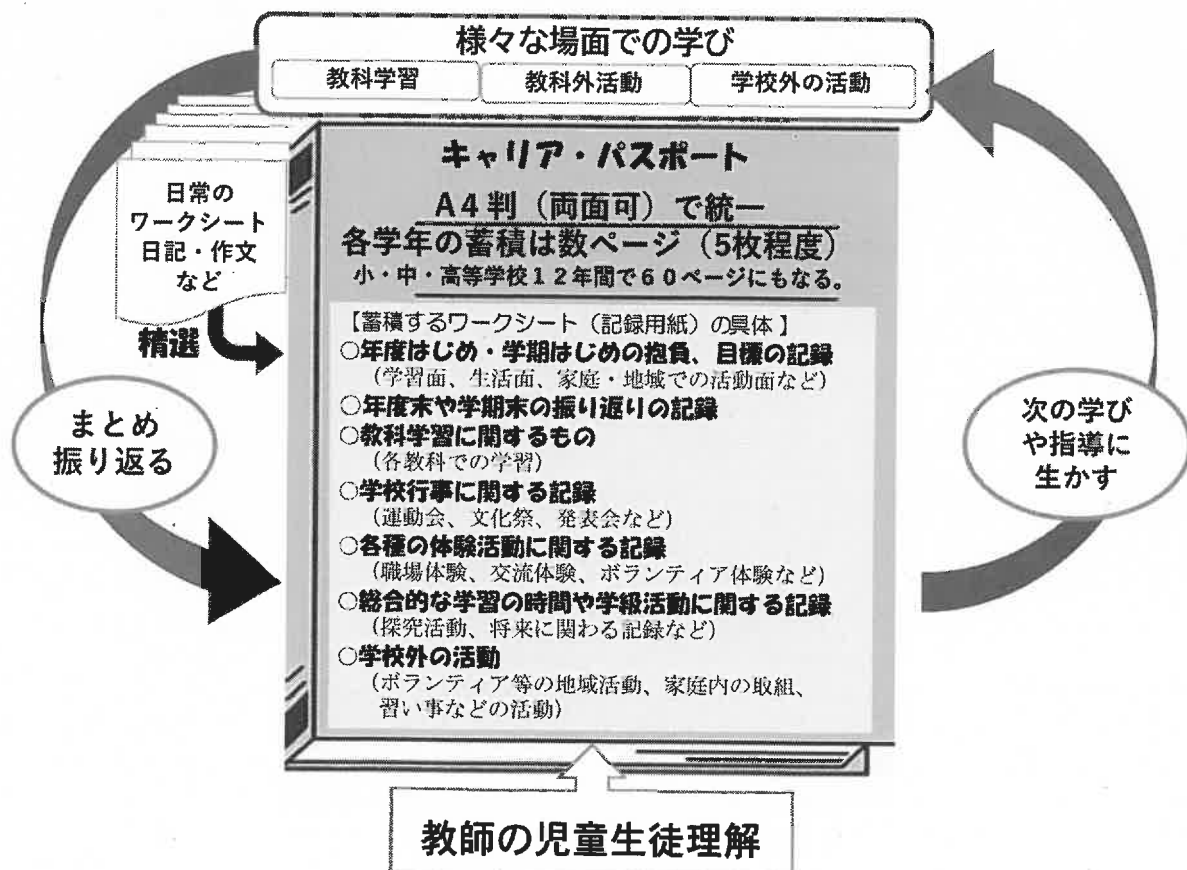 様々な場面での学び
教科学習
教科外活動
学校外の活動
日常の
ワークシート
日記・作文
など
精選
まとめ
振り返る
キャリア・パスポート
A4判（両面可）で統一
各学年の蓄積は数ページ（5枚程度）
小・中・高等学校１２年間で６０ページにもなる。
【蓄積するワークシート（記録用紙）の具体】
○年度はじめ・学期はじめの抱負、目標の記録
（学習面、生活面、家庭・地域での活動面など）
○年度末や学期末の振り返りの記録
○教科学習に関するもの
（各教科での学習）
○学校行事に関する記録
（運動会、文化祭、発表会など）
○各種の体験活動に関する記録
（職場体験、交流体験、ボランティア体験など）
○総合的な学習の時間や学級活動に関する記録
（探究活動、将来に関わる記録など）
○学校外の活動
（ボランティア等の地域活動、家庭内の取組、
習い事などの活動）
次の学び
や指導に
生かす
教師の児童生徒理解